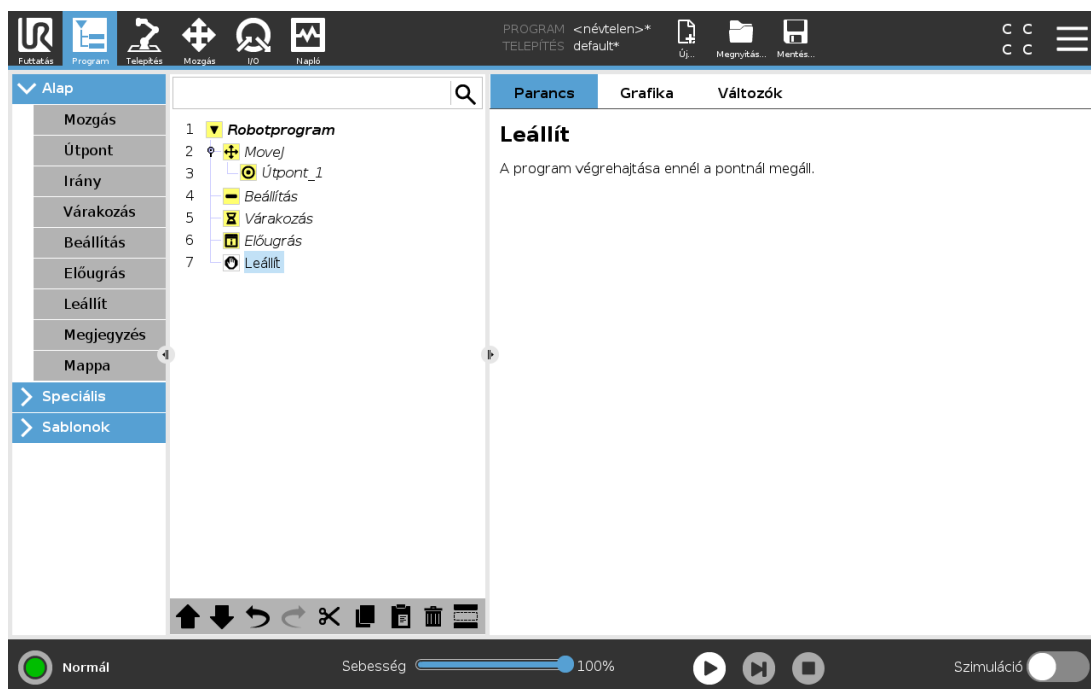 UR
Futtatás
Program
Telepítés
Mozgás
I/O
Napló
PROGRAM <névtelen>*
TELEPÍTÉS default*
Új...
Megnyitás...
Mentés...
C C
C C
Alap
Mozgás
Útpont
Irány
Várakozás
Beállítás
Előugrás
Leállít
Megjegyzés
Mappa
Speciális
Sablonok
1 Robotprogram
2 MoveJ
3 Útpont_1
4 Beállítás
5 Várakozás
6 Előugrás
7 Leállít
Parancs Grafika Változók
Leállít
A program végrehajtása ennél a pontnál megáll.
Normál
Sebesség 100%
Szimuláció